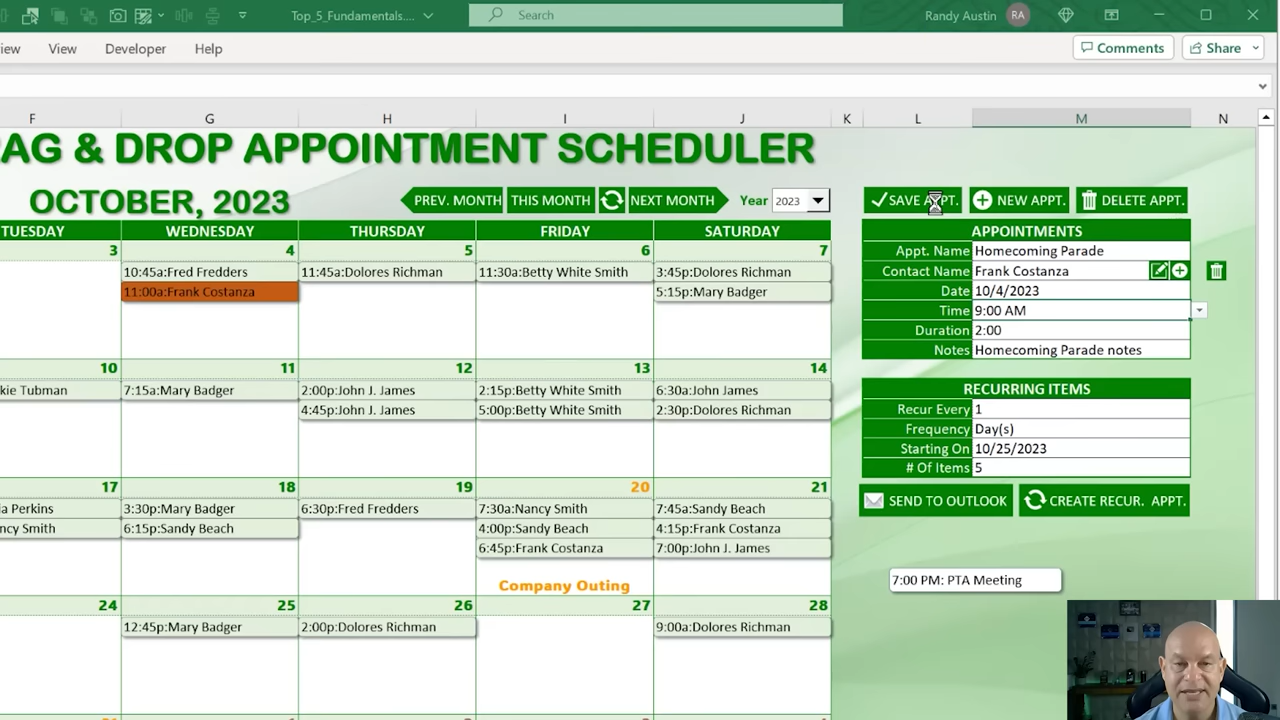 Top_5_Fundamentals....
Search
Randy Austin
RA
iew
View
Developer
Help
Comments
Share
F
G
H
I
J
K
L
M
N
AG & DROP APPOINTMENT SCHEDULER
OCTOBER, 2023
PREV. MONTH
THIS MONTH
NEXT MONTH
Year
2023
SAVE APPT.
NEW APPT.
DELETE APPT.
TUESDAY
WEDNESDAY
THURSDAY
FRIDAY
SATURDAY
3
4
5
6
7
10:45a:Fred Fredders
11:45a:Dolores Richman
11:30a:Betty White Smith
3:45p:Dolores Richman
11:00a:Frank Costanza
5:15p:Mary Badger
10
11
12
13
14
kie Tubman
7:15a:Mary Badger
2:00p:John J. James
2:15p:Betty White Smith
6:30a:John James
4:45p:John J. James
5:00p:Betty White Smith
2:30p:Dolores Richman
17
18
19
20
21
ia Perkins
3:30p:Mary Badger
6:30p:Fred Fredders
7:30a:Nancy Smith
7:45a:Sandy Beach
ncy Smith
6:15p:Sandy Beach
4:00p:Sandy Beach
4:15p:Frank Costanza
6:45p:Frank Costanza
7:00p:John J. James
Company Outing
24
25
26
27
28
12:45p:Mary Badger
2:00p:Dolores Richman
9:00a:Dolores Richman
APPOINTMENTS
Appt. Name Homecoming Parade
Contact Name Frank Costanza
Date 10/4/2023
Time 9:00 AM
Duration 2:00
Notes Homecoming Parade notes
RECURRING ITEMS
Recur Every 1
Frequency Day(s)
Starting On 10/25/2023
# Of Items 5
SEND TO OUTLOOK
CREATE RECUR. APPT.
7:00 PM: PTA Meeting